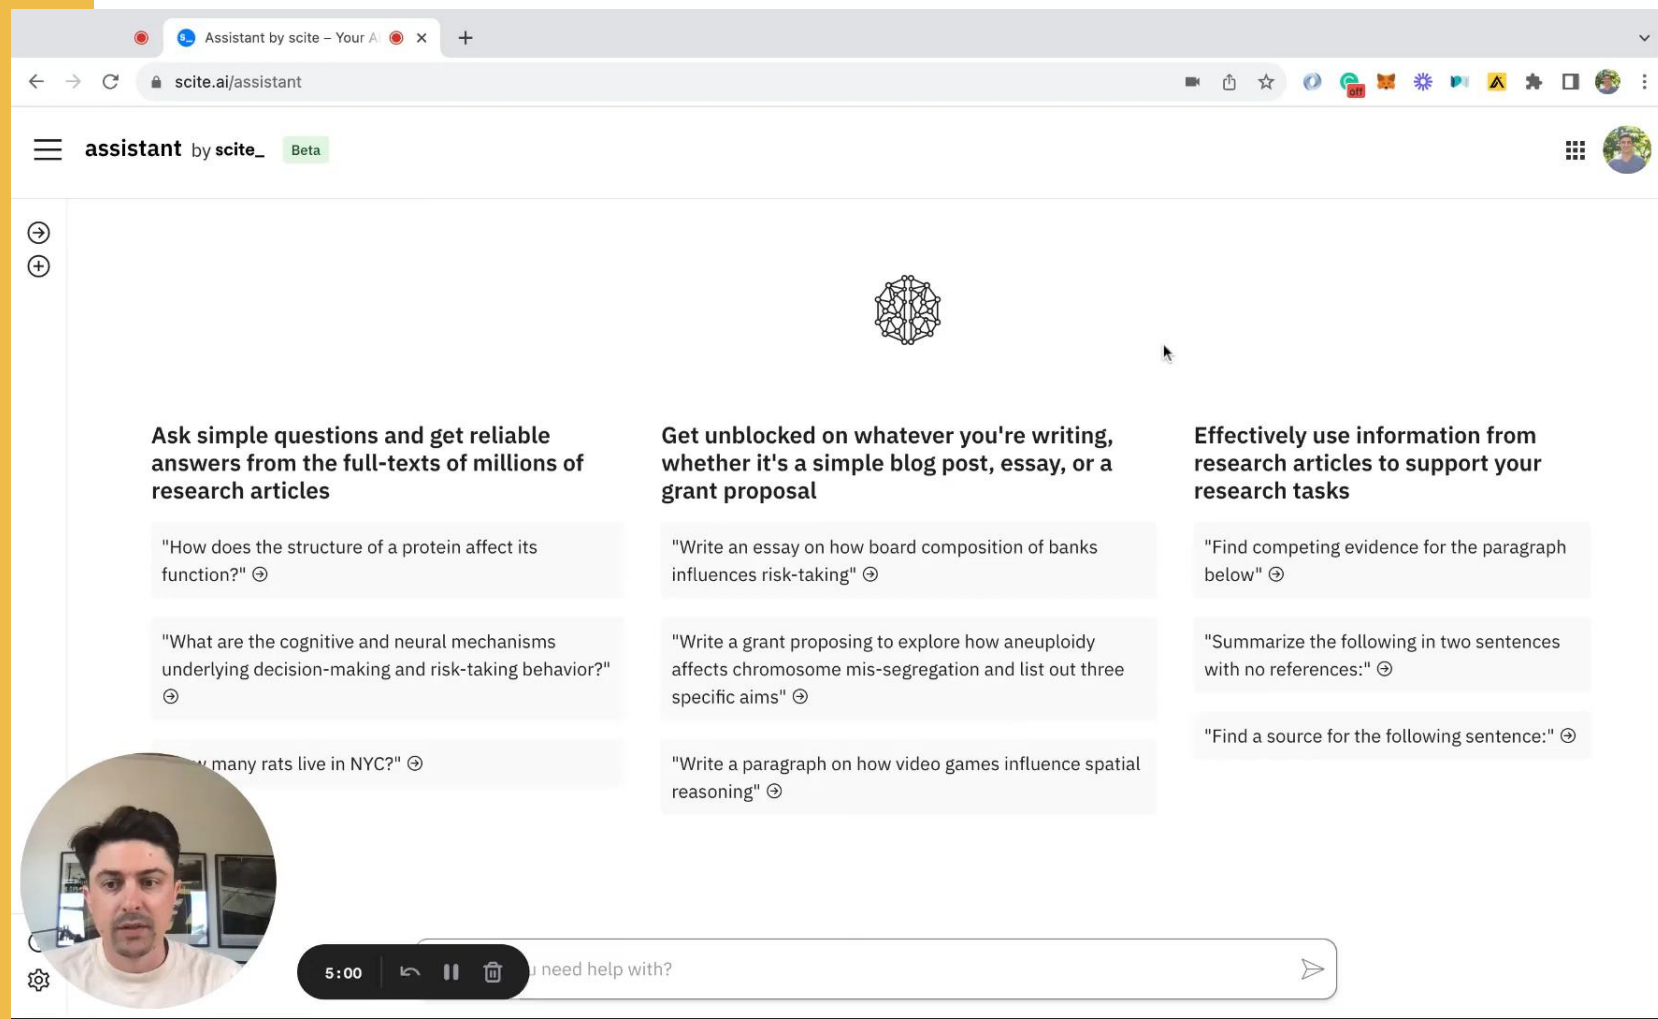 Assistant by scite – Your A
scite.ai/assistant
off
assistant by scite_ Beta
Ask simple questions and get reliable
answers from the full-texts of millions of
research articles
"How does the structure of a protein affect its
function?"
"What are the cognitive and neural mechanisms
underlying decision-making and risk-taking behavior?"
many rats live in NYC?"
Get unblocked on whatever you're writing,
whether it's a simple blog post, essay, or a
grant proposal
"Write an essay on how board composition of banks
influences risk-taking"
"Write a grant proposing to explore how aneuploidy
affects chromosome mis-segregation and list out three
specific aims"
"Write a paragraph on how video games influence spatial
reasoning"
Effectively use information from
research articles to support your
research tasks
"Find competing evidence for the paragraph
below"
"Summarize the following in two sentences
with no references:"
"Find a source for the following sentence:"
5:00
need help with?